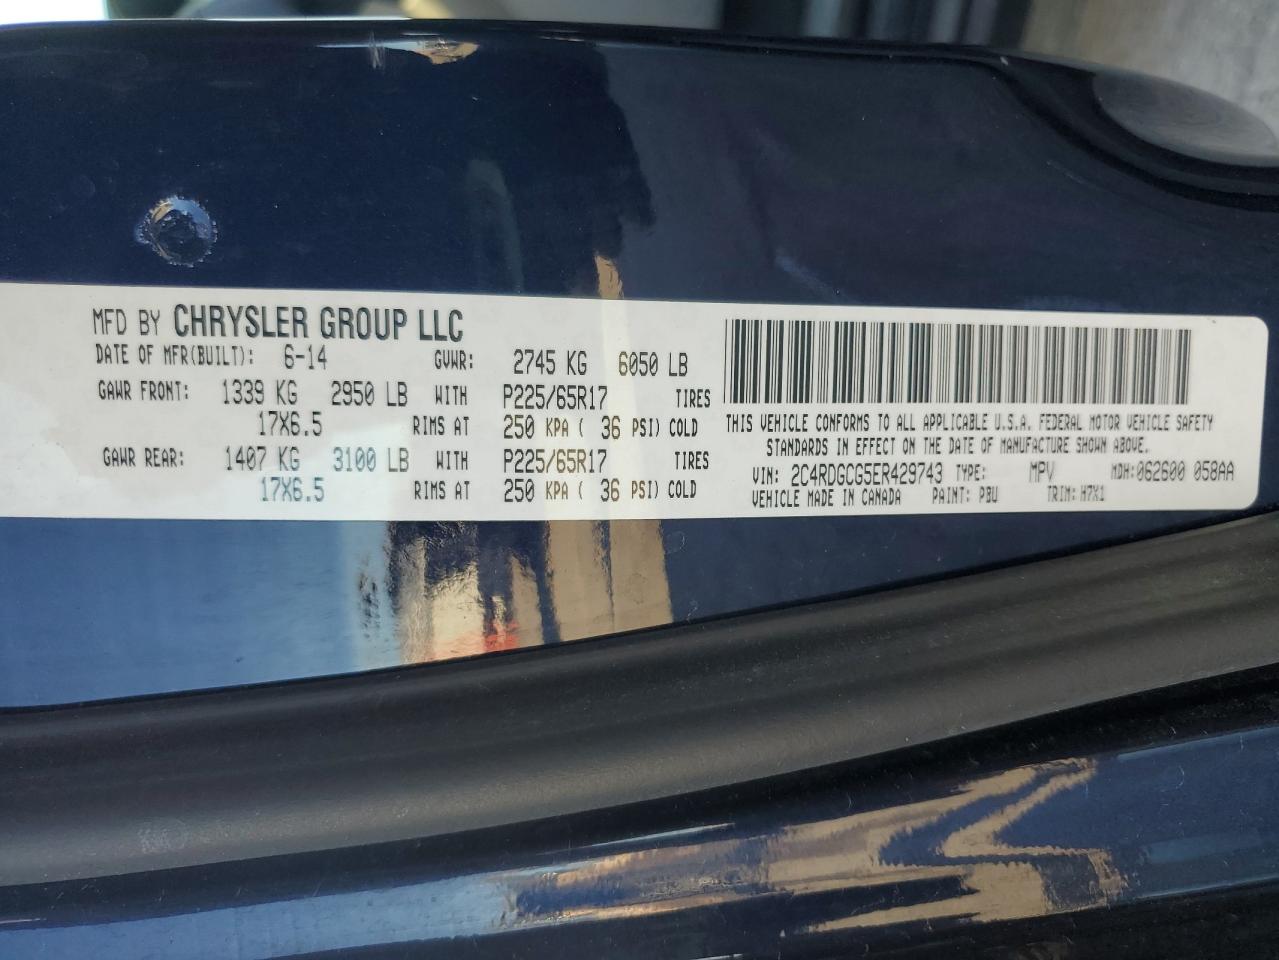 MFD BY CHRYSLER GROUP LLC
DATE OF MFR(BUILT): 6-14 GVWR: 2745 KG 6050 LB
GAWR FRONT: 1339 KG 2950 LB WITH P225/65R17 TIRES
17X6.5 RIMS AT 250 KPA ( 36 PSI) COLD
GAWR REAR: 1407 KG 3100 LB WITH P225/65R17 TIRES
17X6.5 RIMS AT 250 KPA ( 36 PSI) COLD
THIS VEHICLE CONFORMS TO ALL APPLICABLE U.S.A. FEDERAL MOTOR VEHICLE SAFETY
STANDARDS IN EFFECT ON THE DATE OF MANUFACTURE SHOWN ABOVE.
VIN: 2C4RDGCG5ER429743 TYPE: MPV MDH:062600 058AA
VEHICLE MADE IN CANADA PAINT: PBU TRIM: H7X1